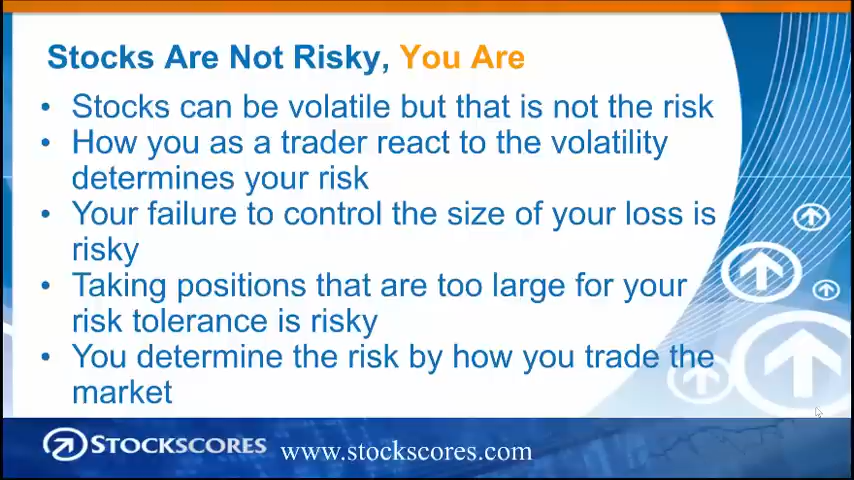 Stocks Are Not Risky, You Are
• Stocks can be volatile but that is not the risk
• How you as a trader react to the volatility
determines your risk
• Your failure to control the size of your loss is
risky
• Taking positions that are too large for your
risk tolerance is risky
• You determine the risk by how you trade the
market
STOCKSCORES www.stockscores.com